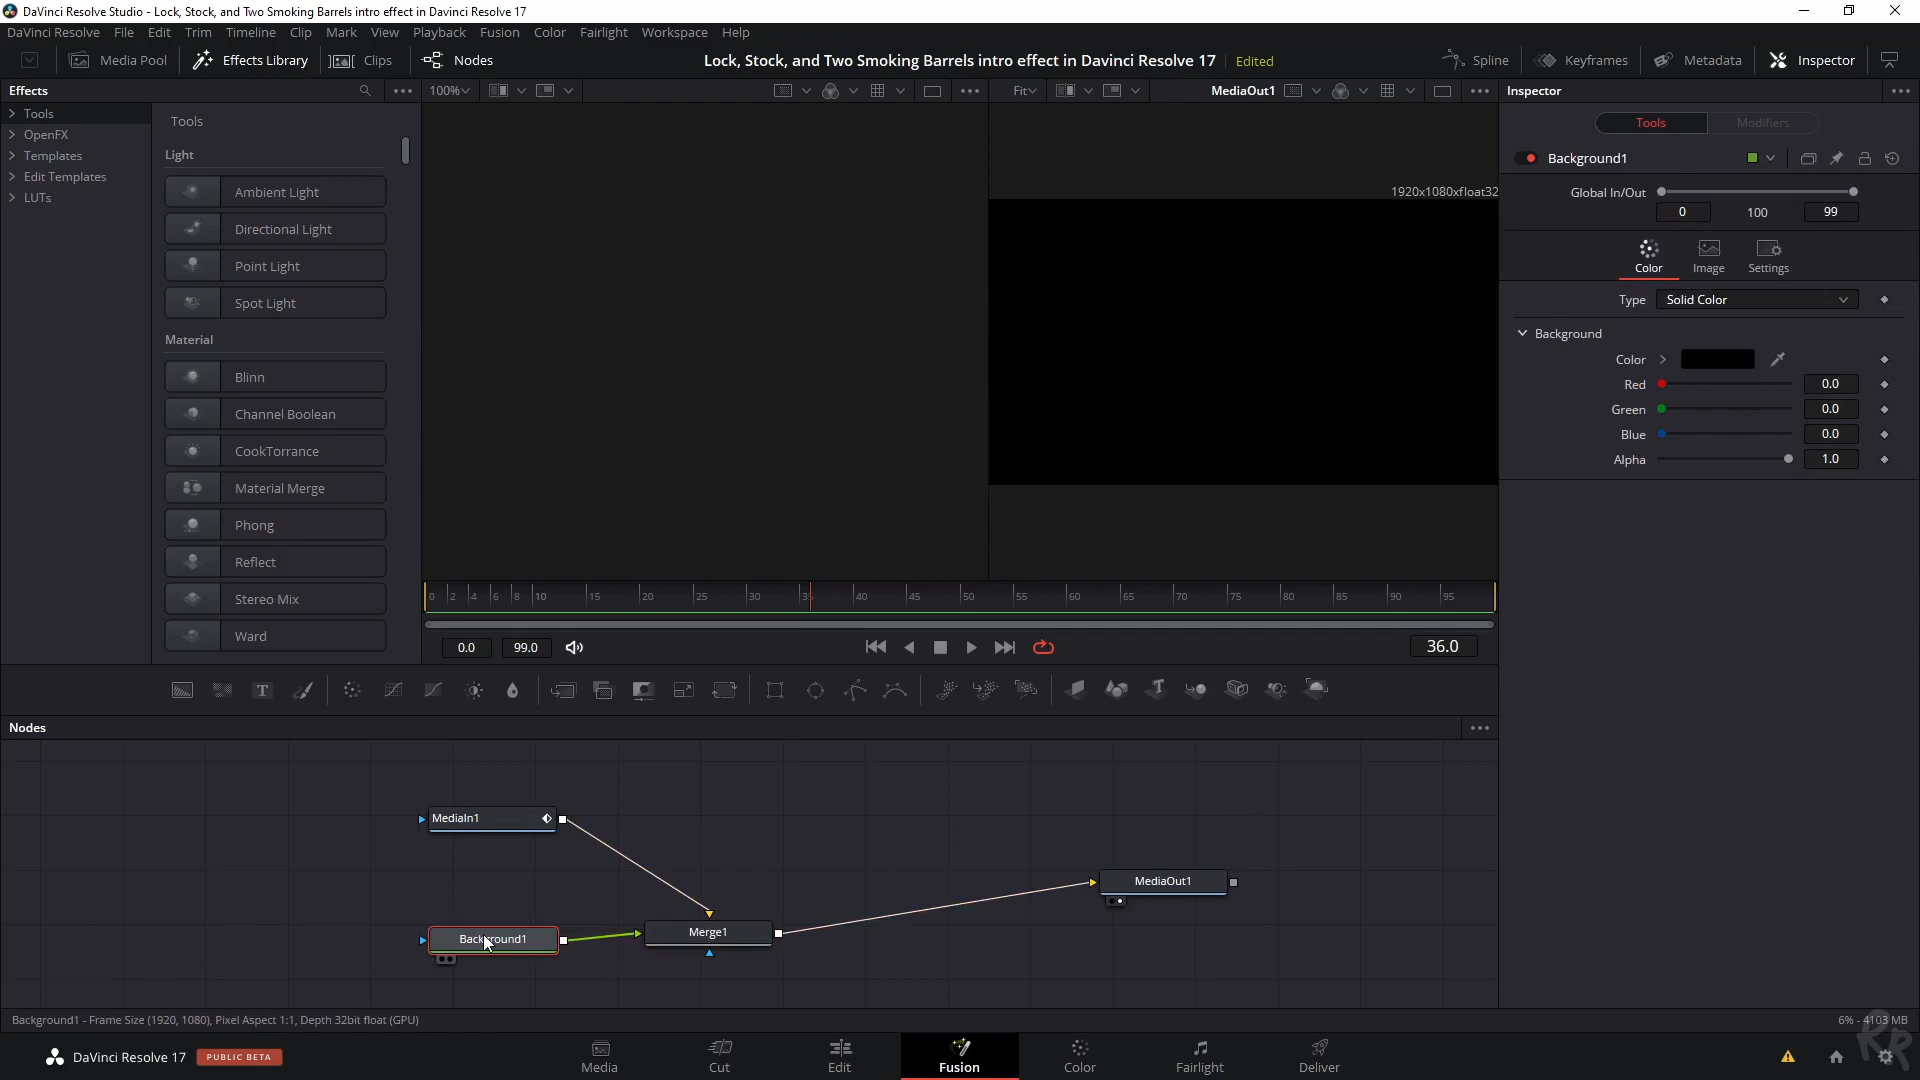 DaVinci Resolve Studio - Lock, Stock, and Two Smoking Barrels intro effect in Davinci Resolve 17
DaVinci Resolve File Edit Trim Timeline Clip Mark View Playback Fusion Color Fairlight Workspace Help
Media Pool Effects Library Clips Nodes Lock, Stock, and Two Smoking Barrels intro effect in Davinci Resolve 17 Edited Spline Keyframes Metadata Inspector
Effects 100% Fit MediaOut1 Inspector
Tools
OpenFX
Templates
Edit Templates
LUTs
Tools
Light
Ambient Light
Directional Light
Point Light
Spot Light
Material
Blinn
Channel Boolean
CookTorrance
Material Merge
Phong
Reflect
Stereo Mix
Ward
1920x1080xfloat32
0 2 4 6 8 10 15 20 25 30 40 45 50 55 60 65 70 75 80 85 90 95
0.0 99.0 36.0
Tools Modifiers
Background1
Global In/Out
0 100 99
Color Image Settings
Type Solid Color
Background
Color
Red 0.0
Green 0.0
Blue 0.0
Alpha 1.0
Nodes
MediaIn1
MediaOut1
Background1
Merge1
Background1 - Frame Size (1920, 1080), Pixel Aspect 1:1, Depth 32bit float (GPU) 6% - 4103 MB
DaVinci Resolve 17 PUBLIC BETA Media Cut Edit Fusion Color Fairlight Deliver